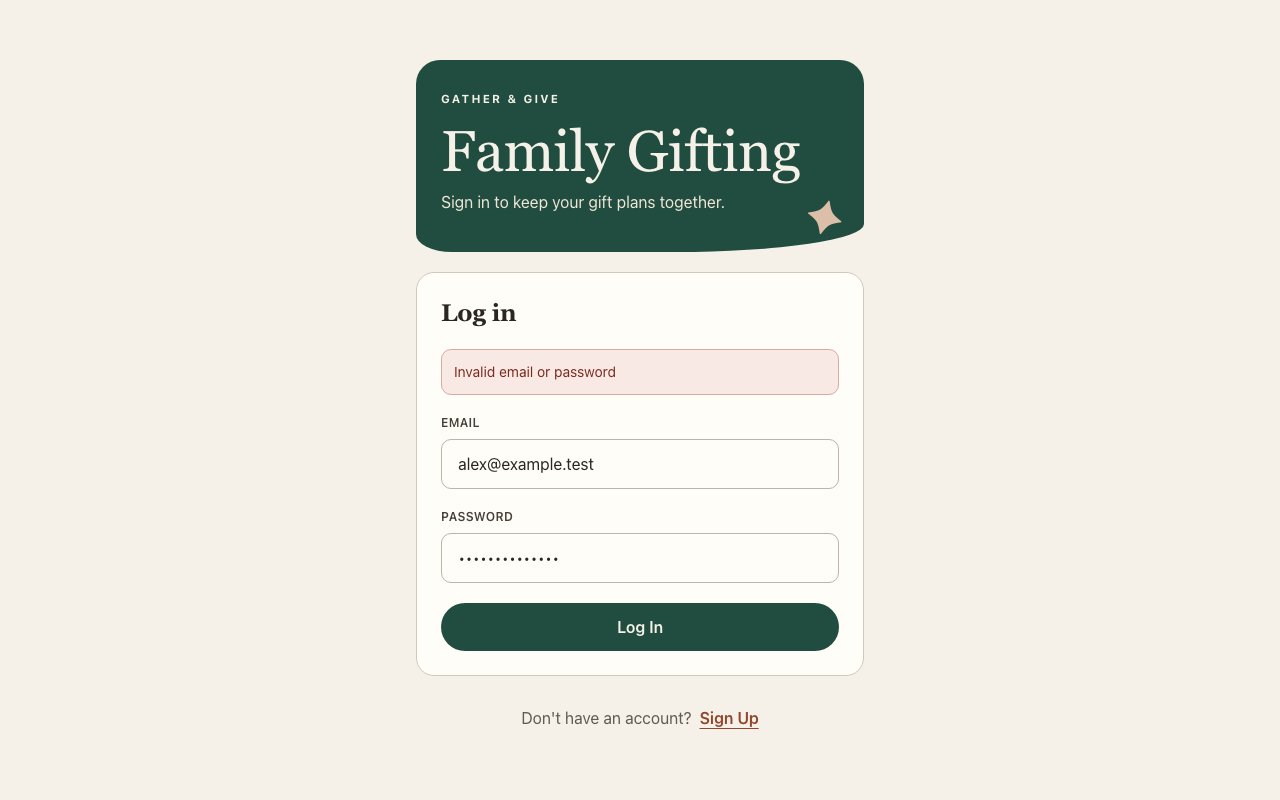 GATHER & GIVE
Family Gifting
Sign in to keep your gift plans together.
Log in
Invalid email or password
EMAIL
alex@example.test
PASSWORD
••••••••••••••
Log In
Don't have an account? Sign Up